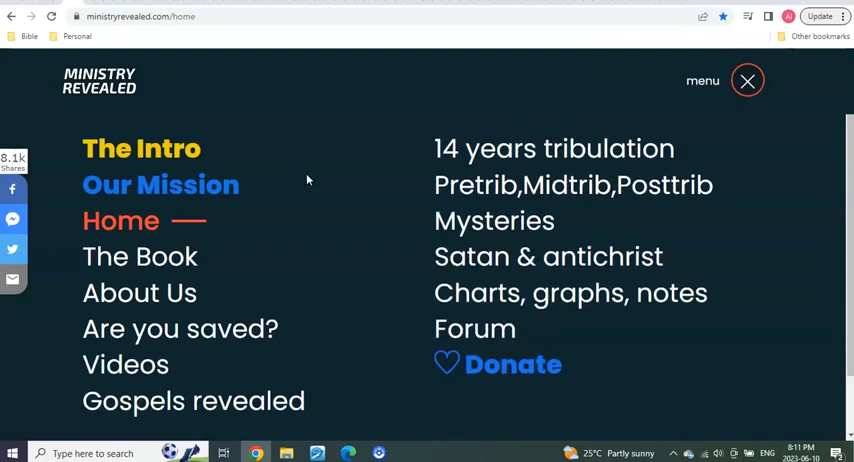 ministryrevealed.com/home
AI
Update
Bible
Personal
Other bookmarks
MINISTRY
REVEALED
menu
8.1k
Shares
The Intro
Our Mission
Home
The Book
About Us
Are you saved?
Videos
Gospels revealed
14 years tribulation
Pretrib,Midtrib,Posttrib
Mysteries
Satan & antichrist
Charts, graphs, notes
Forum
Donate
Type here to search
25°C Partly sunny
ENG
8:11 PM
2023-06-10
2